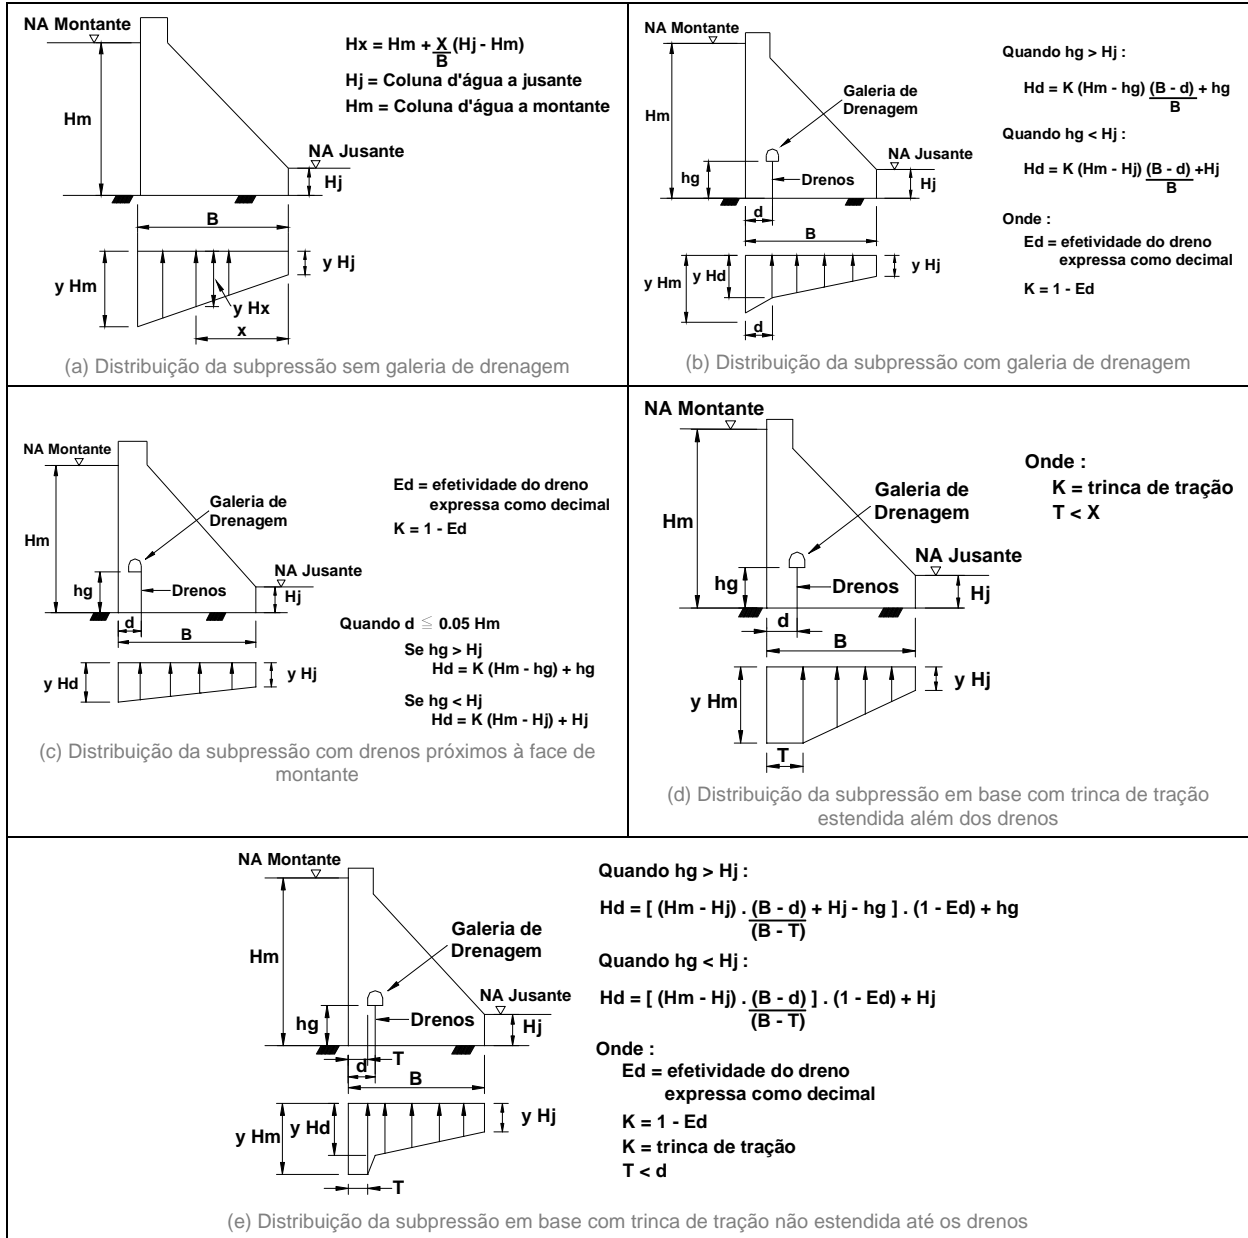 NA Montante
Hm
NA Jusante
Hj
B
y Hm
y Hj
y Hx
x
Hx = Hm + X/B (Hj - Hm)
Hj = Coluna d'água a jusante
Hm = Coluna d'água a montante
(a) Distribuição da subpressão sem galeria de drenagem
NA Montante
Hm
Galeria de
Drenagem
NA Jusante
hg
Drenos
Hj
d
B
y Hm
y Hd
y Hj
d
Quando hg > Hj :
Hd = K (Hm - hg) (B - d)/B + hg
Quando hg < Hj :
Hd = K (Hm - Hj) (B - d)/B +Hj
Onde :
Ed = efetividade do dreno
expressa como decimal
K = 1 - Ed
(b) Distribuição da subpressão com galeria de drenagem
NA Montante
Hm
Galeria de
Drenagem
NA Jusante
hg
Drenos
Hj
d
B
y Hd
y Hj
Ed = efetividade do dreno
expressa como decimal
K = 1 - Ed
Quando d ≦ 0.05 Hm
Se hg > Hj
Hd = K (Hm - hg) + hg
Se hg < Hj
Hd = K (Hm - Hj) + Hj
(c) Distribuição da subpressão com drenos próximos à face de
montante
NA Montante
Hm
Galeria de
Drenagem
NA Jusante
hg
Drenos
Hj
d
B
y Hm
y Hj
T
Onde :
K = trinca de tração
T < X
(d) Distribuição da subpressão em base com trinca de tração
estendida além dos drenos
NA Montante
Hm
Galeria de
Drenagem
NA Jusante
hg
Drenos
Hj
T
d
B
y Hm
y Hd
y Hj
T
Quando hg > Hj :
Hd = [ (Hm - Hj) . (B - d)/(B - T) + Hj - hg ] . (1 - Ed) + hg
Quando hg < Hj :
Hd = [ (Hm - Hj) . (B - d)/(B - T) ] . (1 - Ed) + Hj
Onde :
Ed = efetividade do dreno
expressa como decimal
K = 1 - Ed
K = trinca de tração
T < d
(e) Distribuição da subpressão em base com trinca de tração não estendida até os drenos